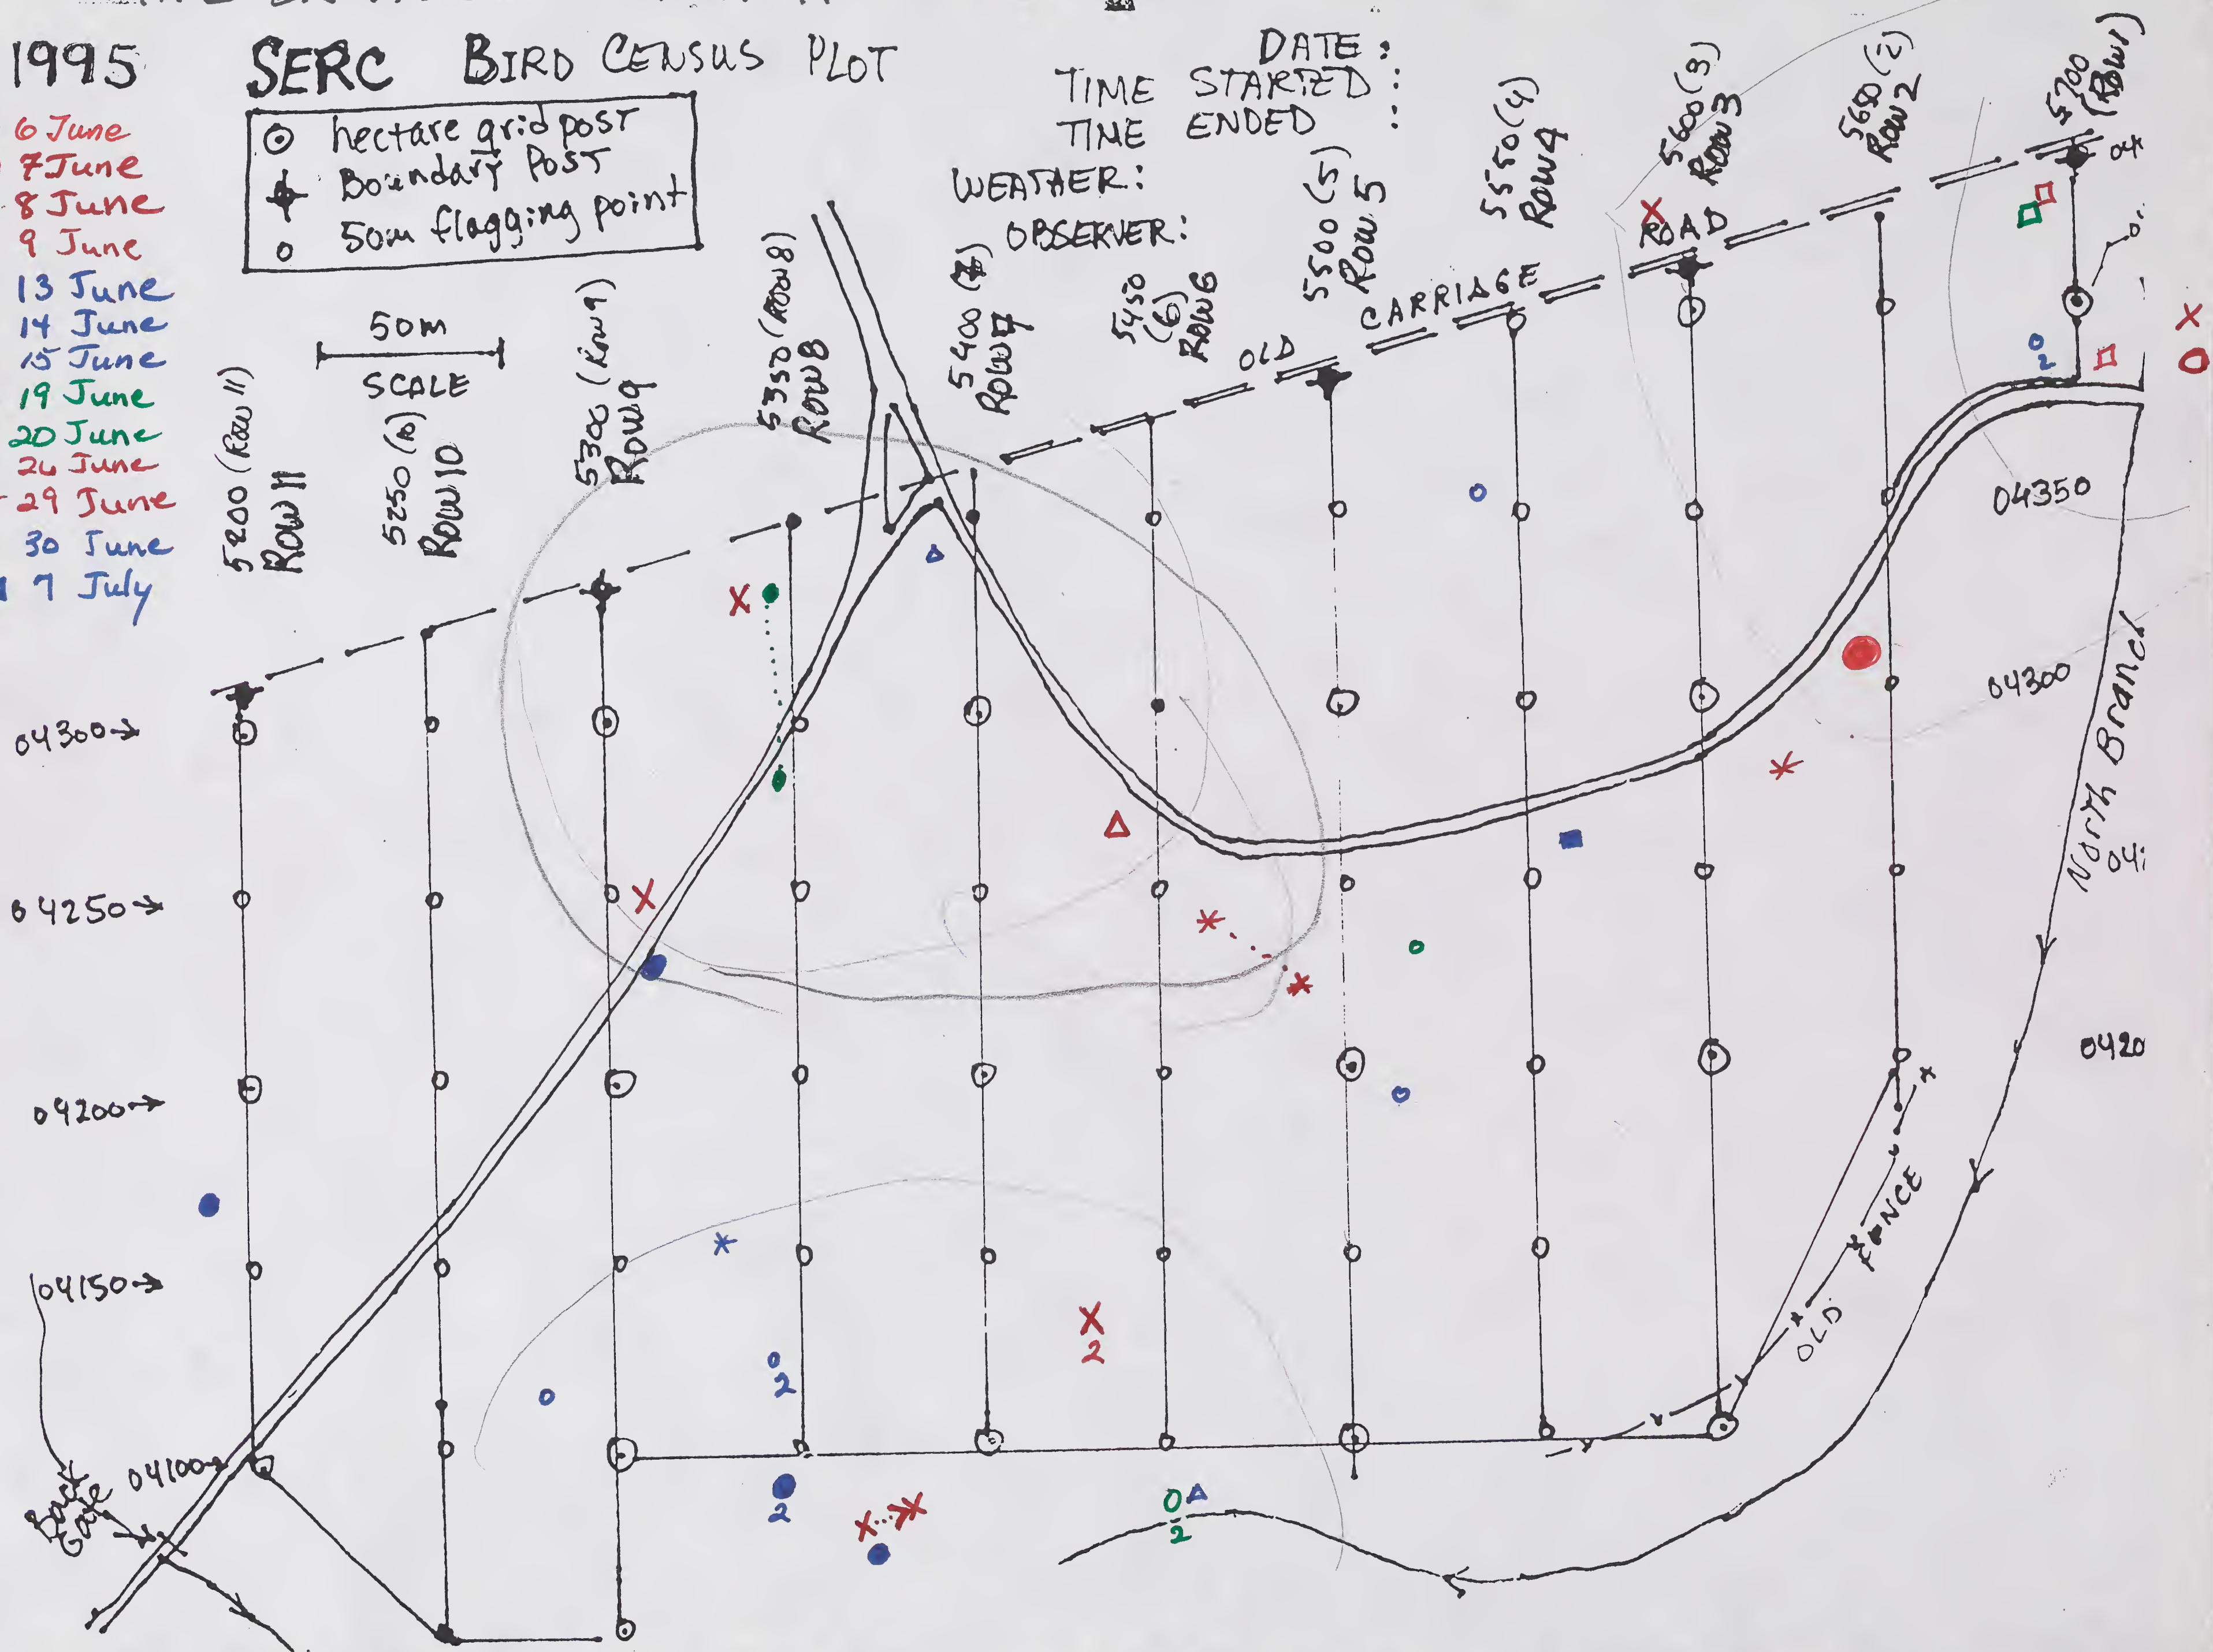 1995 SERC BIRD CENSUS PLOT
DATE :
TIME STARTED :
TIME ENDED :
WEATHER:
OBSERVER:
6 June
7 June
8 June
9 June
13 June
14 June
15 June
19 June
20 June
26 June
29 June
30 June
7 July
hectare grid post
Boundary Post
50m flagging point
50m
SCALE
5200 (Row 11)
Row 11
5250 (10)
Row 10
5300 (Row 9)
Row 9
5350 (Row 8)
Row 8
5400 (7)
Row 7
5450
(6)
Row 6
5500 (5)
Row 5
5550 (4)
Row 4
5600 (3)
Row 3
5650 (2)
Row 2
5700
(Row 1)
OLD CARRIAGE ROAD
04350
04300
04300→
04250→
04200→
0420
04150→
04100→
North Branch
OLD FENCE
Back
Gate
2
2
2
2
2